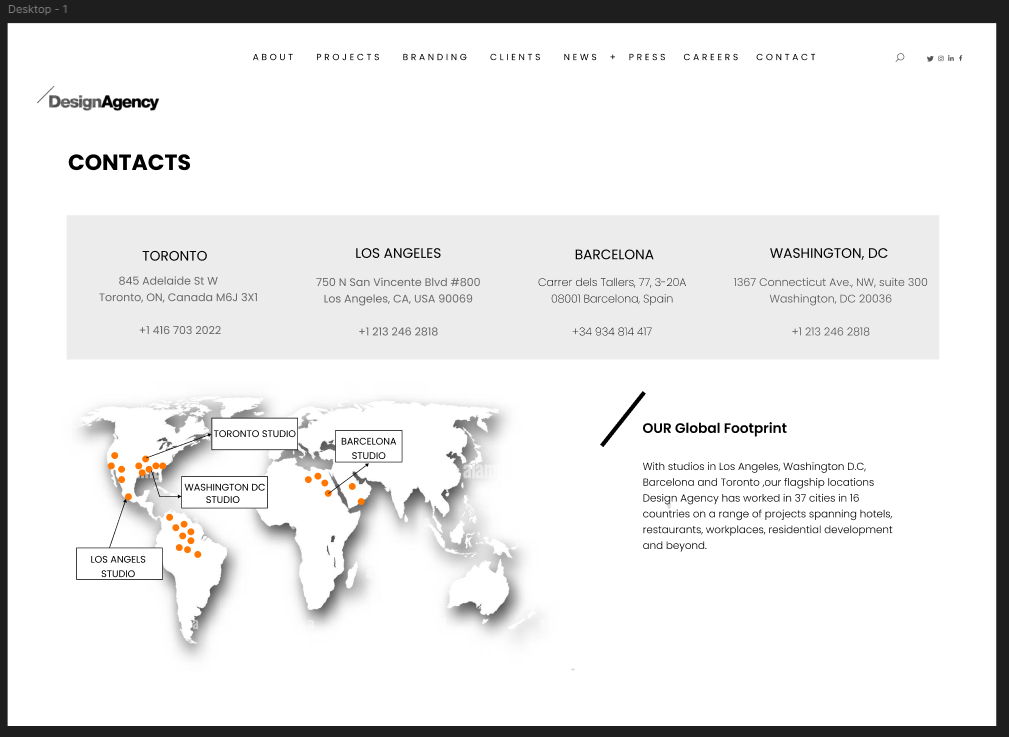 Desktop - 1
ABOUT PROJECTS BRANDING CLIENTS NEWS + PRESS CAREERS CONTACT
DesignAgency
CONTACTS
TORONTO
845 Adelaide St W
Toronto, ON, Canada M6J 3X1
+1 416 703 2022
LOS ANGELES
750 N San Vincente Blvd #800
Los Angeles, CA, USA 90069
+1 213 246 2818
BARCELONA
Carrer dels Tallers, 77, 3-20A
08001 Barcelona, Spain
+34 934 814 417
WASHINGTON, DC
1367 Connecticut Ave., NW, suite 300
Washington, DC 20036
+1 213 246 2818
TORONTO STUDIO
BARCELONA
STUDIO
WASHINGTON DC
STUDIO
LOS ANGELS
STUDIO
OUR Global Footprint
With studios in Los Angeles, Washington D.C,
Barcelona and Toronto ,our flagship locations
Design Agency has worked in 37 cities in 16
countries on a range of projects spanning hotels,
restaurants, workplaces, residential development
and beyond.